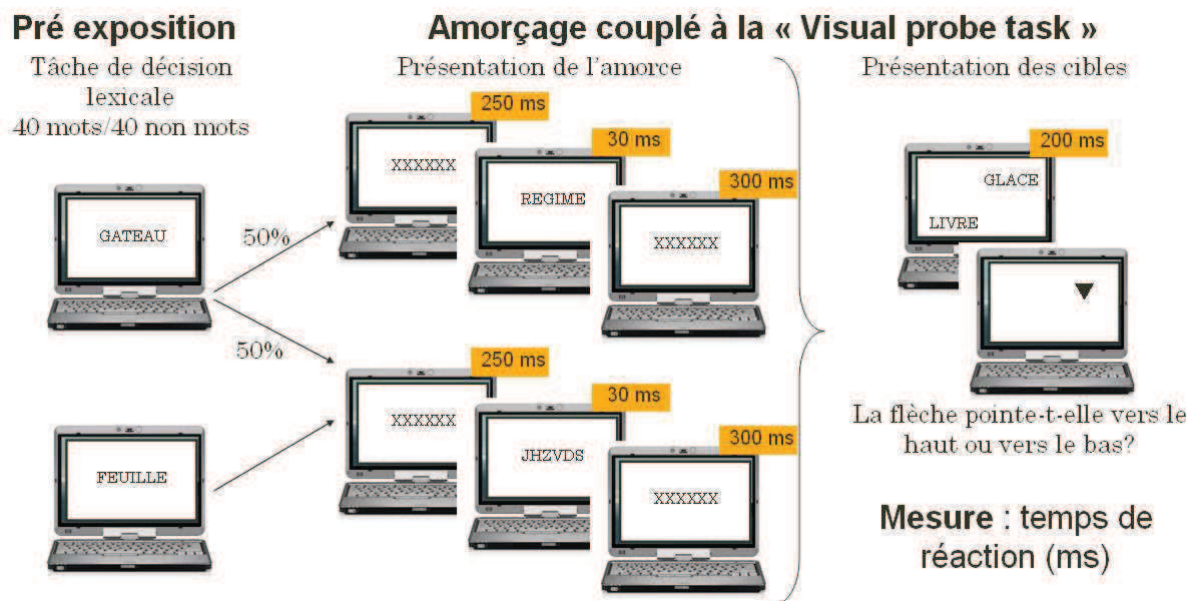 Pré exposition
Tâche de décision
lexicale
40 mots/40 non mots
GATEAU
FEUILLE
50%
50%
Amorçage couplé à la « Visual probe task »
Présentation de l'amorce
250 ms
XXXXXX
30 ms
REGIME
300 ms
XXXXXX
250 ms
XXXXXX
30 ms
JHZVDS
300 ms
XXXXXX
Présentation des cibles
200 ms
GLACE
LIVRE
La flèche pointe-t-elle vers le
haut ou vers le bas?
Mesure : temps de
réaction (ms)